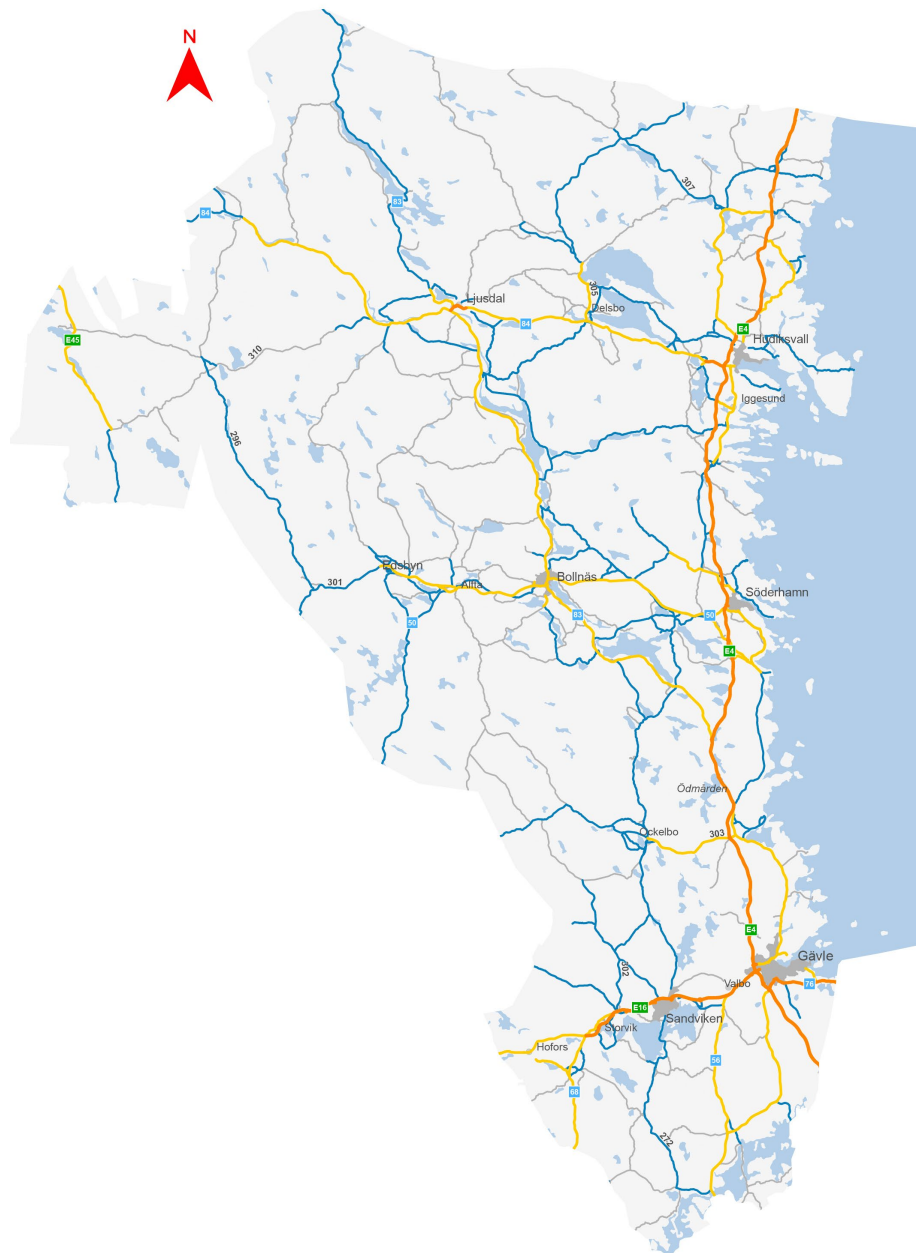 N
307
84
83
Ljusdal
305
Delsbo
84
E4
Hudiksvall
E45
310
Iggesund
296
Edsbyn
301
Alfta
Bollnäs
Söderhamn
50
83
50
E4
Ödmården
Ockelbo
303
E4
Gävle
302
Valbo
76
E16
Sandviken
Storvik
Hofors
56
68
272